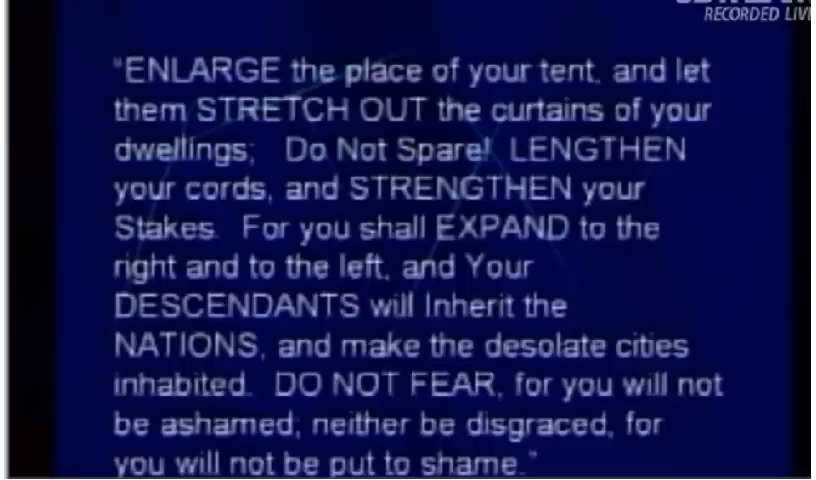 RECORDED LIVE
"ENLARGE the place of your tent, and let
them STRETCH OUT the curtains of your
dwellings;   Do Not Spare!  LENGTHEN
your cords, and STRENGTHEN your
Stakes.  For you shall EXPAND to the
right and to the left, and Your
DESCENDANTS will Inherit the
NATIONS, and make the desolate cities
inhabited.  DO NOT FEAR, for you will not
be ashamed; neither be disgraced, for
you will not be put to shame."